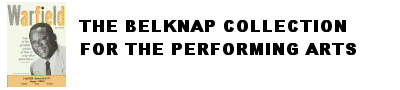 Warfield
THE BELKNAP COLLECTION
FOR THE PERFORMING ARTS